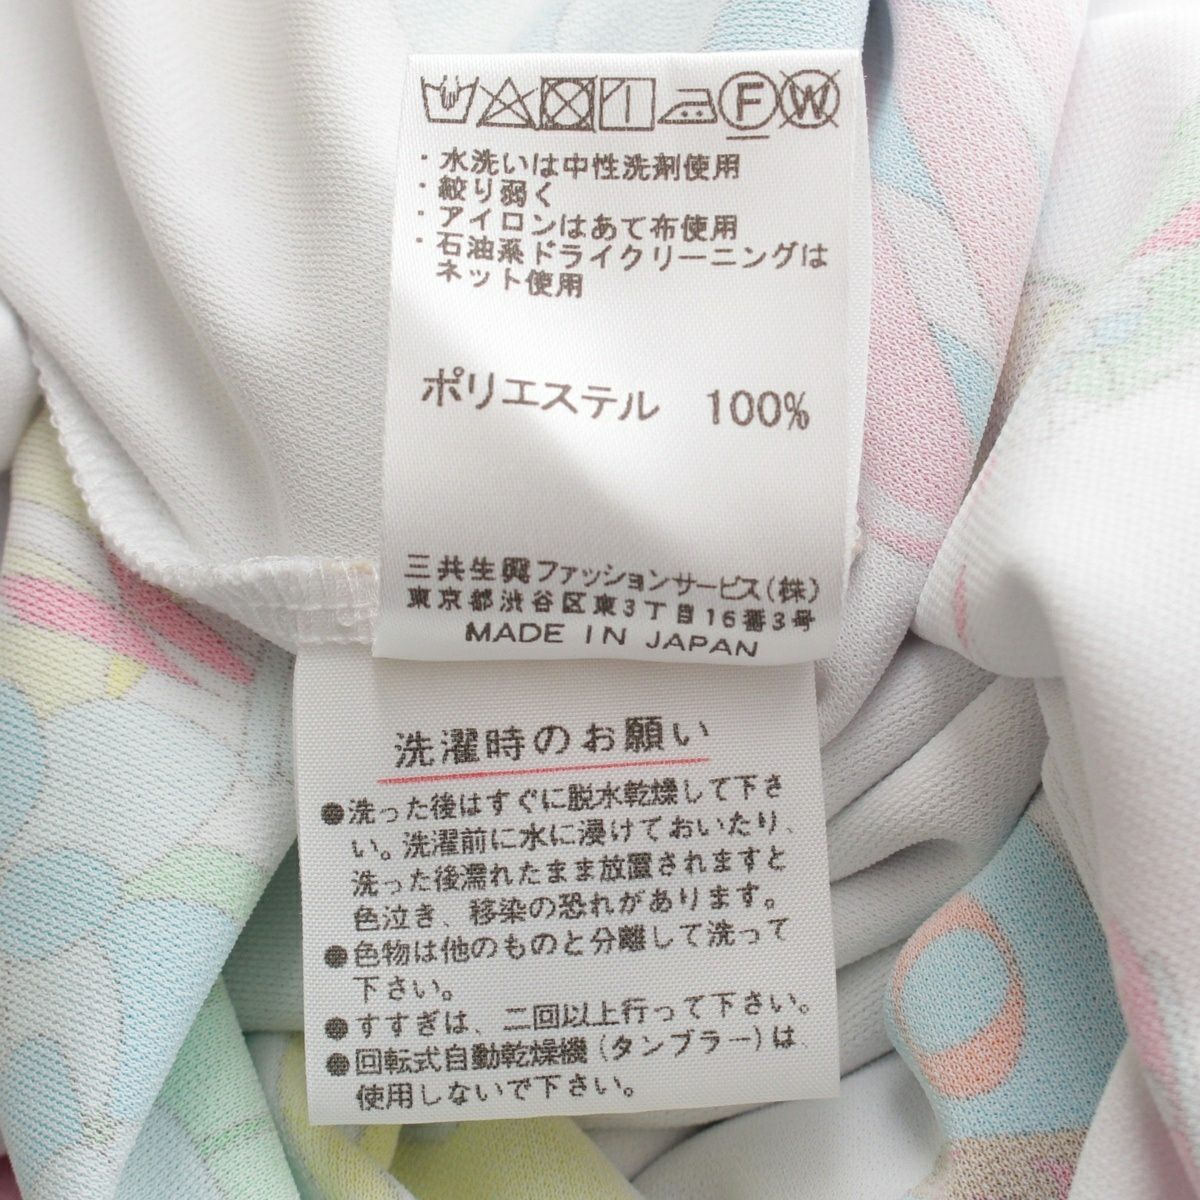 F W
・水洗いは中性洗剤使用
・絞り弱く
・アイロンはあて布使用
・石油系ドライクリーニングは
ネット使用
ポリエステル 100%
三共生興ファッションサービス(株)
東京都渋谷区東3丁目16番3号
MADE IN JAPAN
洗濯時のお願い
●洗った後はすぐに脱水乾燥して下さ
い。洗濯前に水に浸けておいたり、
洗った後濡れたまま放置されますと
色泣き、移染の恐れがあります。
●色物は他のものと分離して洗って
下さい。
●すすぎは、二回以上行って下さい。
●回転式自動乾燥機(タンブラー)は、
使用しないで下さい。